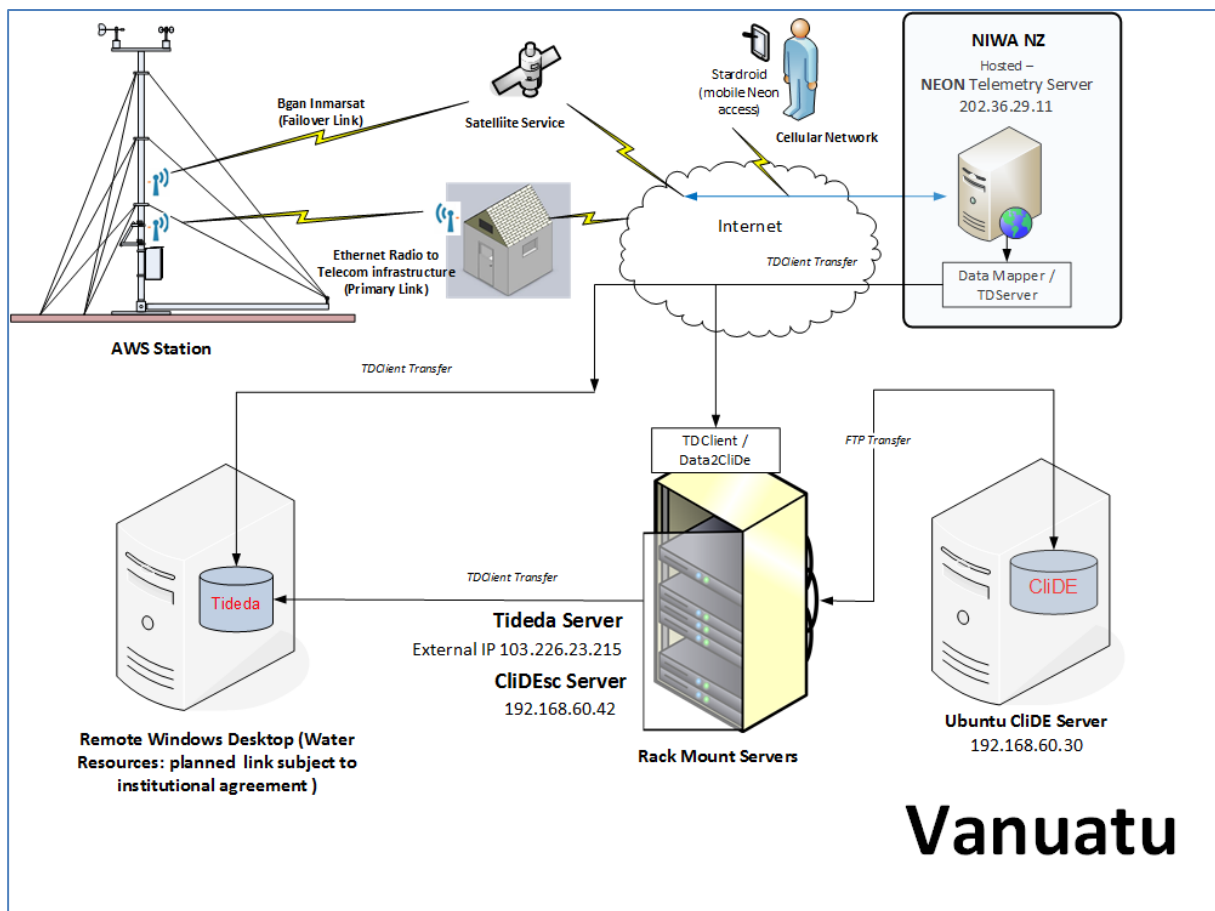 NIWA NZ
Hosted –
NEON Telemetry Server
202.36.29.11
Stardroid
(mobile Neon
access)
Cellular Network
Bgan Inmarsat
(Failover Link)
Satelliite Service
Internet
TDClient Transfer
Data Mapper /
TDServer
Ethernet Radio to
Telecom infrastructure
(Primary Link)
AWS Station
TDClient Transfer
TDClient /
Data2CliDe
FTP Transfer
Tideda
CliDE
TDClient Transfer
Tideda Server
External IP 103.226.23.215
CliDEsc Server
192.168.60.42
Remote Windows Desktop (Water
Resources: planned link subject to
institutional agreement )
Rack Mount Servers
Ubuntu CliDE Server
192.168.60.30
Vanuatu